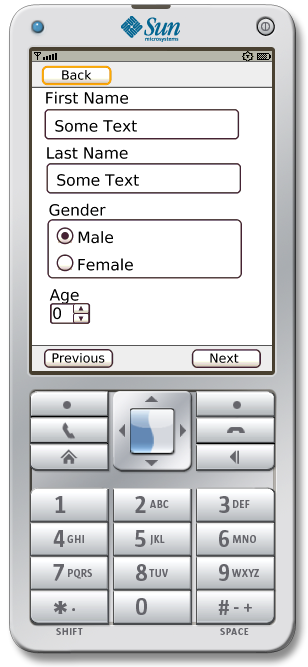 Sun
microsystems
Back
First Name
Some Text
Last Name
Some Text
Gender
Male
Female
Age
0
Previous Next
1 2 ABC 3 DEF
4 GHI 5 JKL 6 MNO
7 PQRS 8 TUV 9 WXYZ
* . 0 # - +
SHIFT SPACE